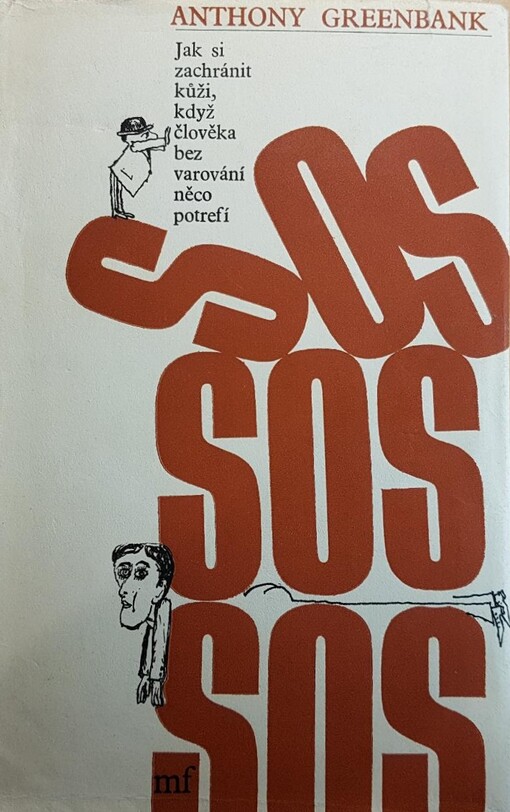 ANTHONY GREENBANK
Jak si
zachránit
kůži,
když
člověka
bez
varování
něco
potrefí
SOS
SOS
SOS
mf